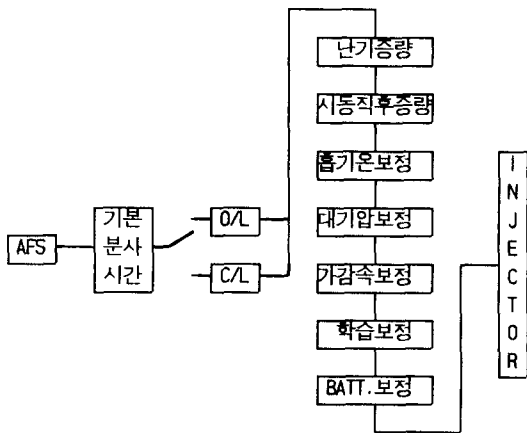 AFS
기본
분사
시간
O/L
C/L
난기증량
시동직후증량
흡기온보정
대기압보정
가감속보정
학습보정
BATT.보정
INJECTOR